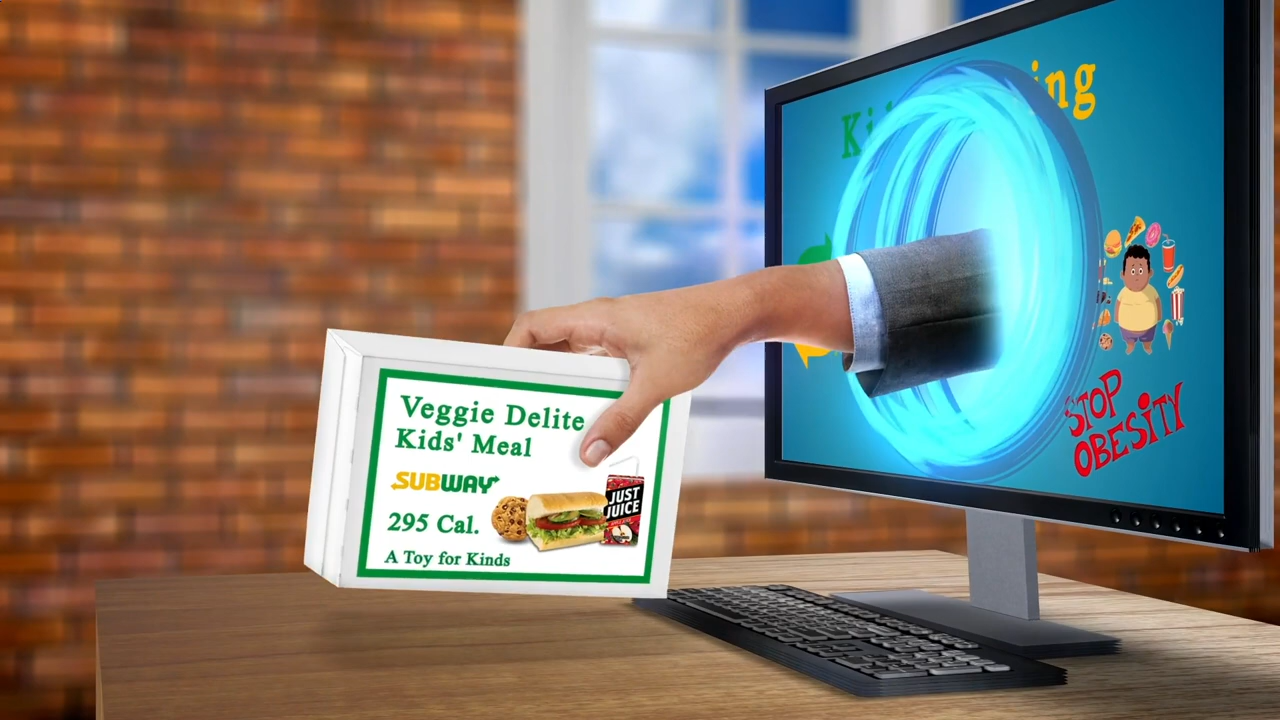 Veggie Delite
Kids' Meal
SUBWAY
295 Cal.
A Toy for Kinds
JUST
JUICE
STOP
OBESITY